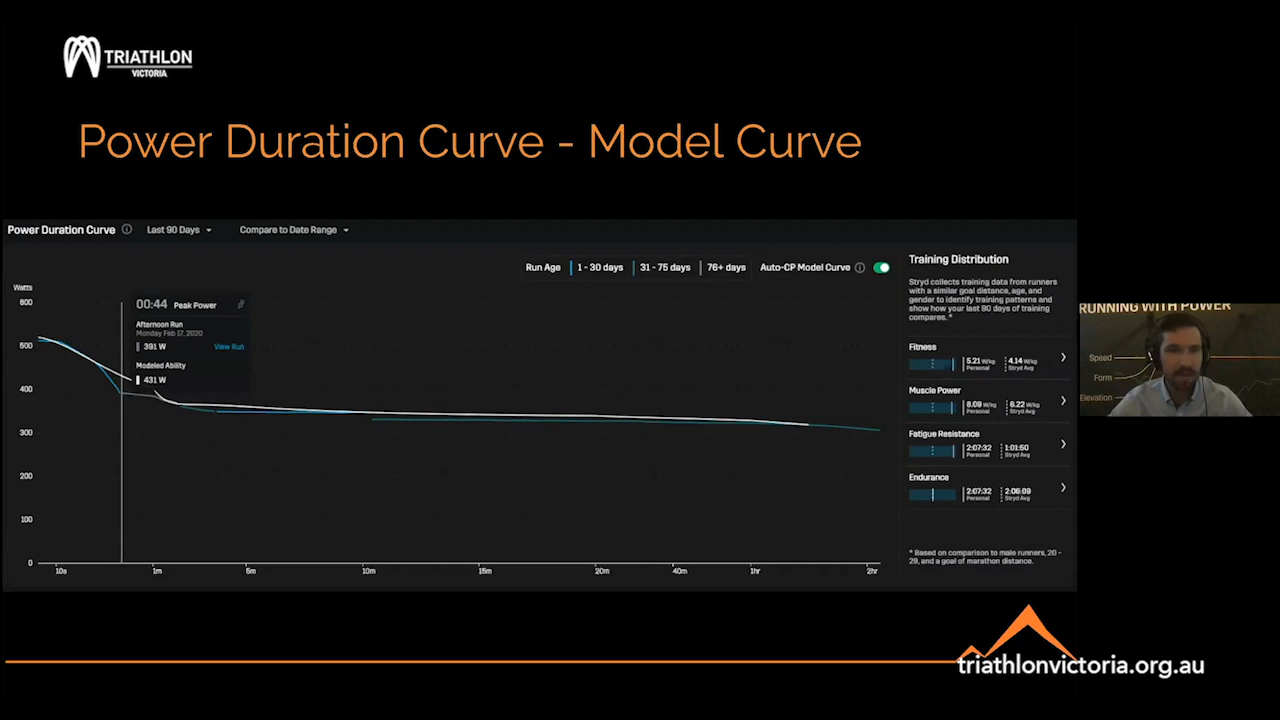 TRIATHLON
VICTORIA
Power Duration Curve - Model Curve
Power Duration Curve Last 90 Days Compare to Date Range
Run Age 1 - 30 days 31 - 75 days 76+ days Auto-CP Model Curve
Watts
600
500
400
300
200
100
0
10s 1m 5m 10m 15m 20m 40m 1hr 2hr
00:44 Peak Power
Afternoon Run
Monday Feb 17, 2020
391 W View Run
Modeled Ability
431 W
Training Distribution
Stryd collects training data from runners
with a similar goal distance, age, and
gender to identify training patterns and
show how your last 90 days of training
compares. *
Fitness
5.21 W/kg 4.14 W/kg
Personal Stryd Avg
Muscle Power
8.09 W/kg 6.22 W/kg
Personal Stryd Avg
Fatigue Resistance
2:07:32 1:01:50
Personal Stryd Avg
Endurance
2:07:32 2:06:09
Personal Stryd Avg
* Based on comparison to male runners, 20 -
29, and a goal of marathon distance.
RUNNING WITH POWER
Speed
Form
Elevation
triathlonvictoria.org.au